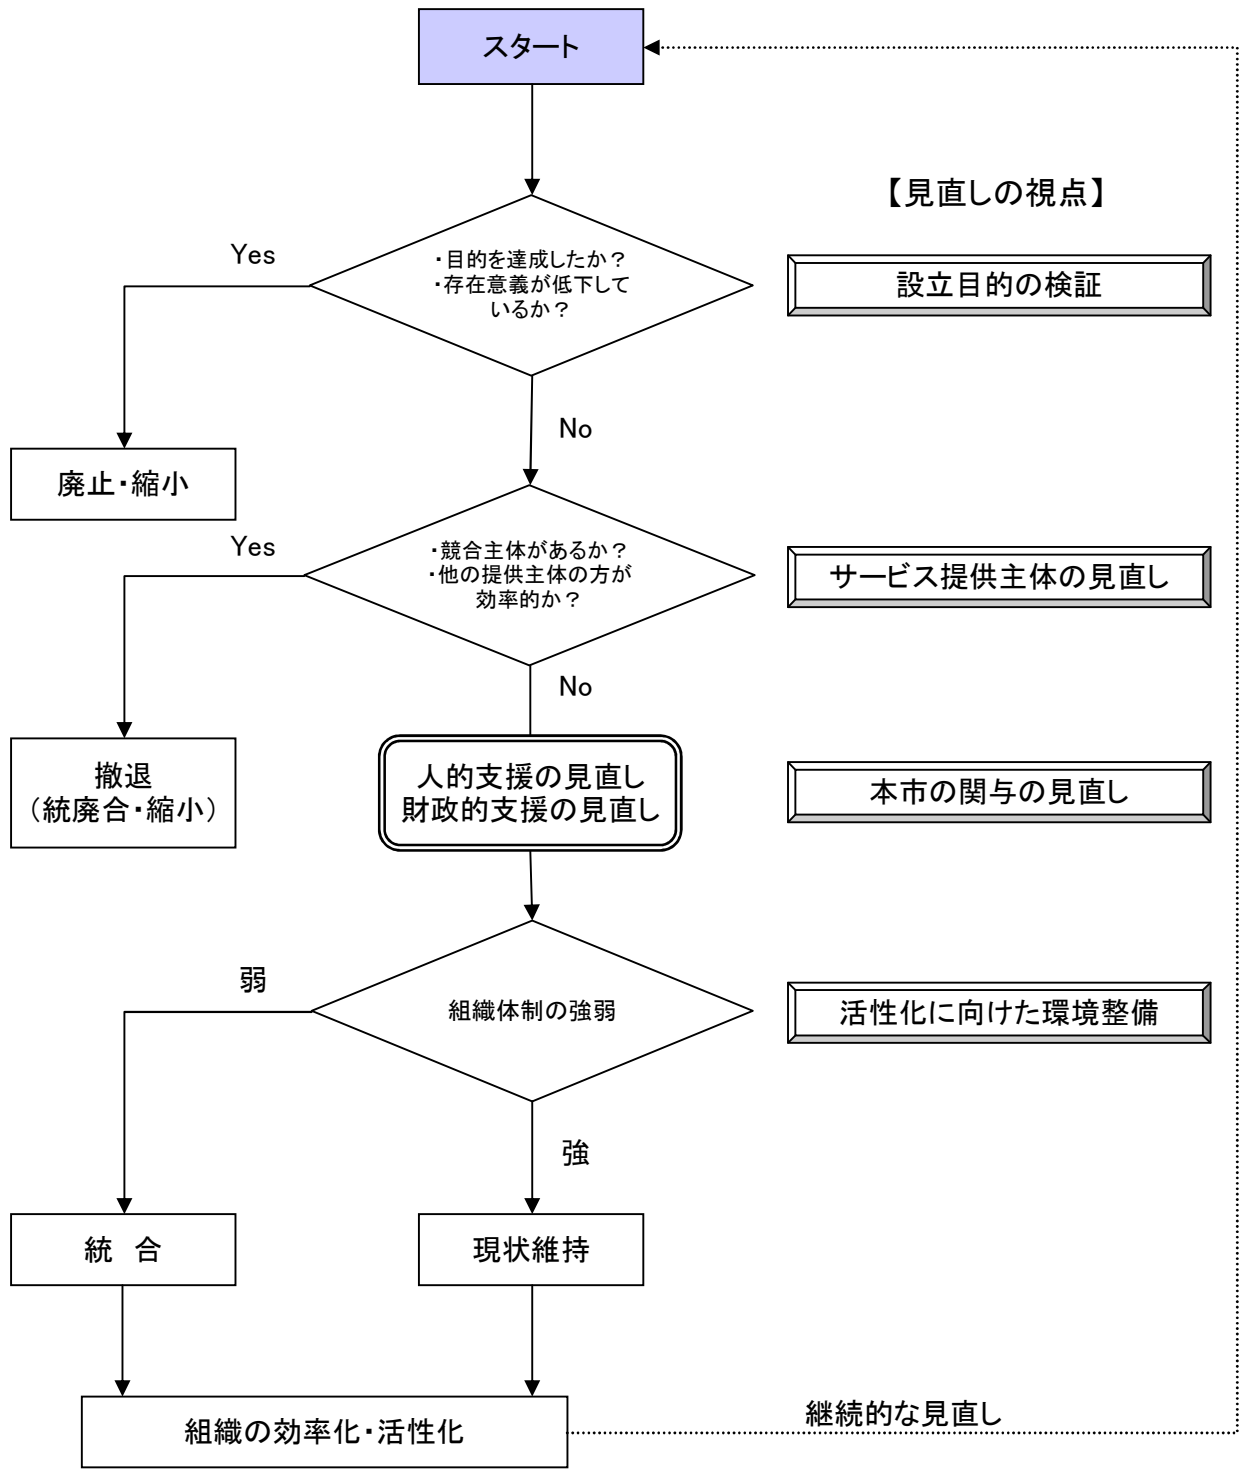 スタート
【見直しの視点】
Yes
・目的を達成したか？
・存在意義が低下して
いるか？
設立目的の検証
No
廃止・縮小
Yes
・競合主体があるか？
・他の提供主体の方が
効率的か？
サービス提供主体の見直し
No
撤退
（統廃合・縮小）
人的支援の見直し
財政的支援の見直し
本市の関与の見直し
弱
組織体制の強弱
活性化に向けた環境整備
強
統　合
現状維持
組織の効率化・活性化
継続的な見直し